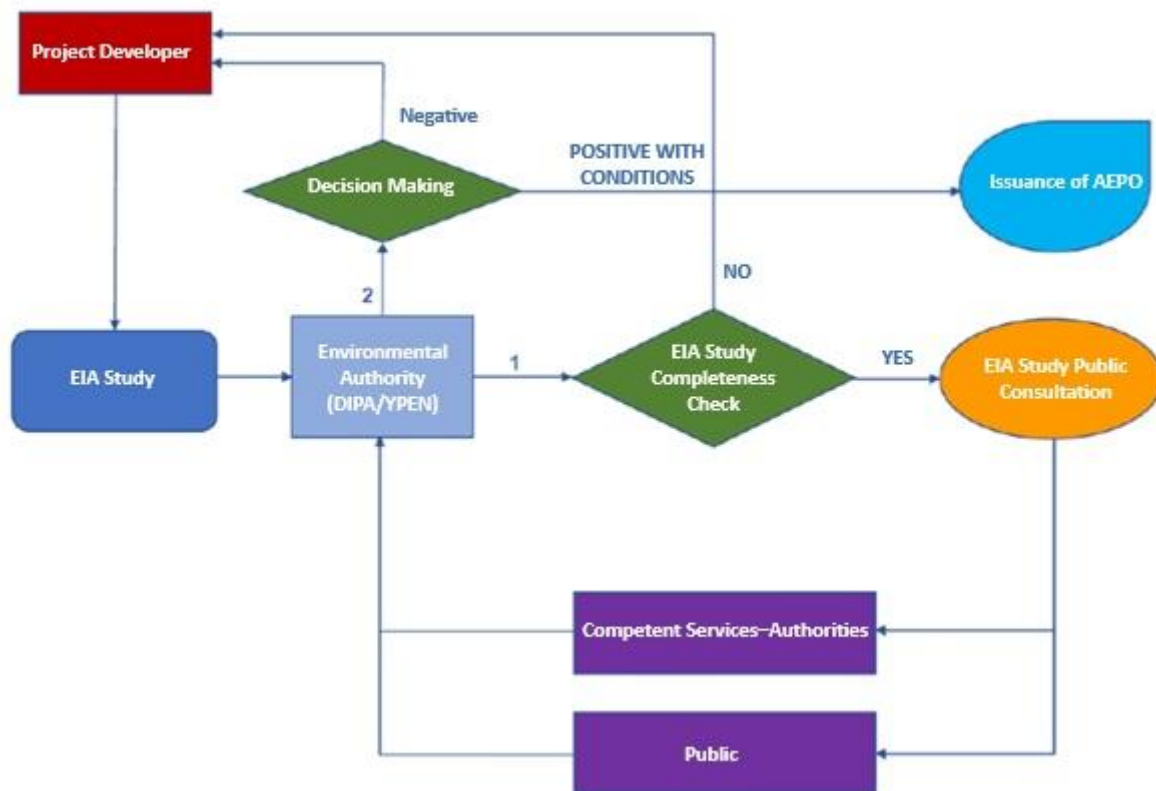 Project Developer
Negative
Decision Making
POSITIVE WITH
CONDITIONS
Issuance of AEPO
NO
2
EIA Study
Environmental
Authority
(DIPA/YPEN)
1
EIA Study
Completeness
Check
YES
EIA Study Public
Consultation
Competent Services–Authorities
Public